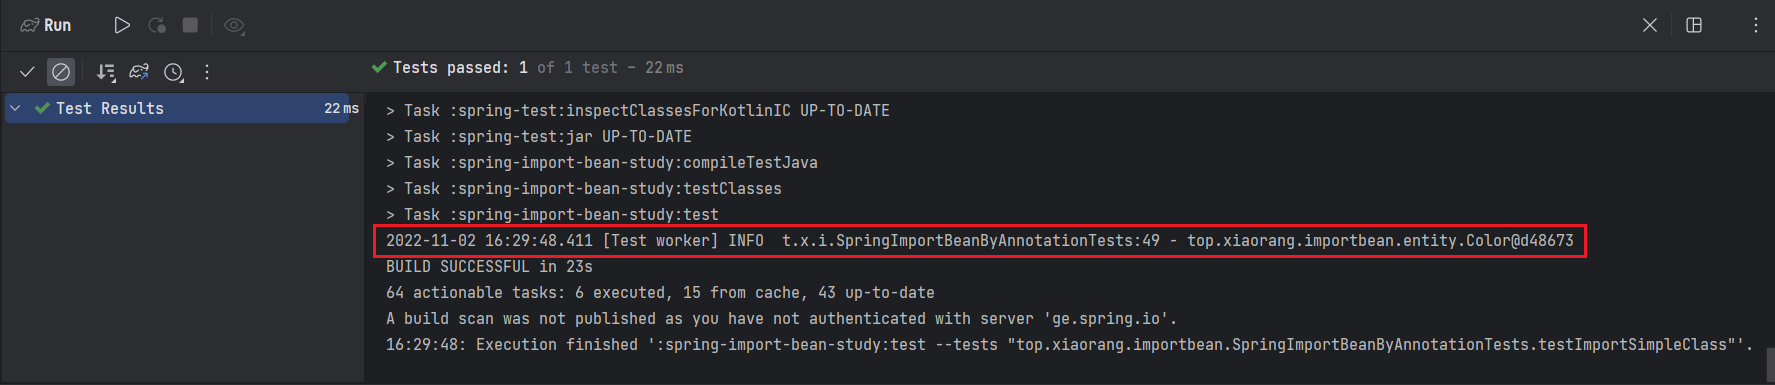 Run
Tests passed: 1 of 1 test – 22 ms
Test Results 22 ms
> Task :spring-test:inspectClassesForKotlinIC UP-TO-DATE
> Task :spring-test:jar UP-TO-DATE
> Task :spring-import-bean-study:compileTestJava
> Task :spring-import-bean-study:testClasses
> Task :spring-import-bean-study:test
2022-11-02 16:29:48.411 [Test worker] INFO  t.x.i.SpringImportBeanByAnnotationTests:49 - top.xiaorang.importbean.entity.Color@d48673
BUILD SUCCESSFUL in 23s
64 actionable tasks: 6 executed, 15 from cache, 43 up-to-date
A build scan was not published as you have not authenticated with server 'ge.spring.io'.
16:29:48: Execution finished ':spring-import-bean-study:test --tests "top.xiaorang.importbean.SpringImportBeanByAnnotationTests.testImportSimpleClass"'.